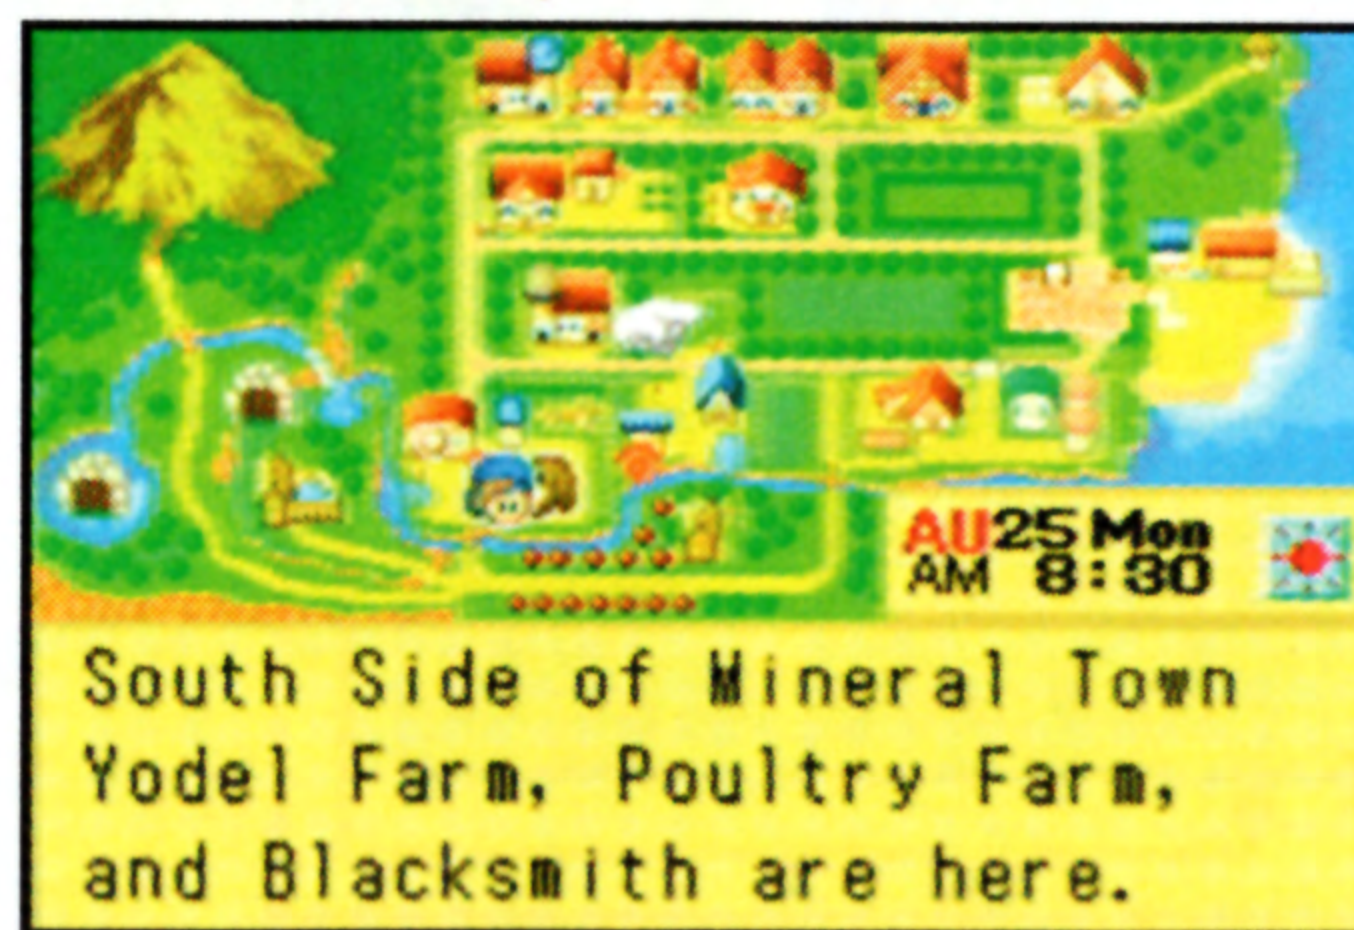 AU25 Mon
AM 8:30
South Side of Mineral Town
Yodel Farm, Poultry Farm,
and Blacksmith are here.